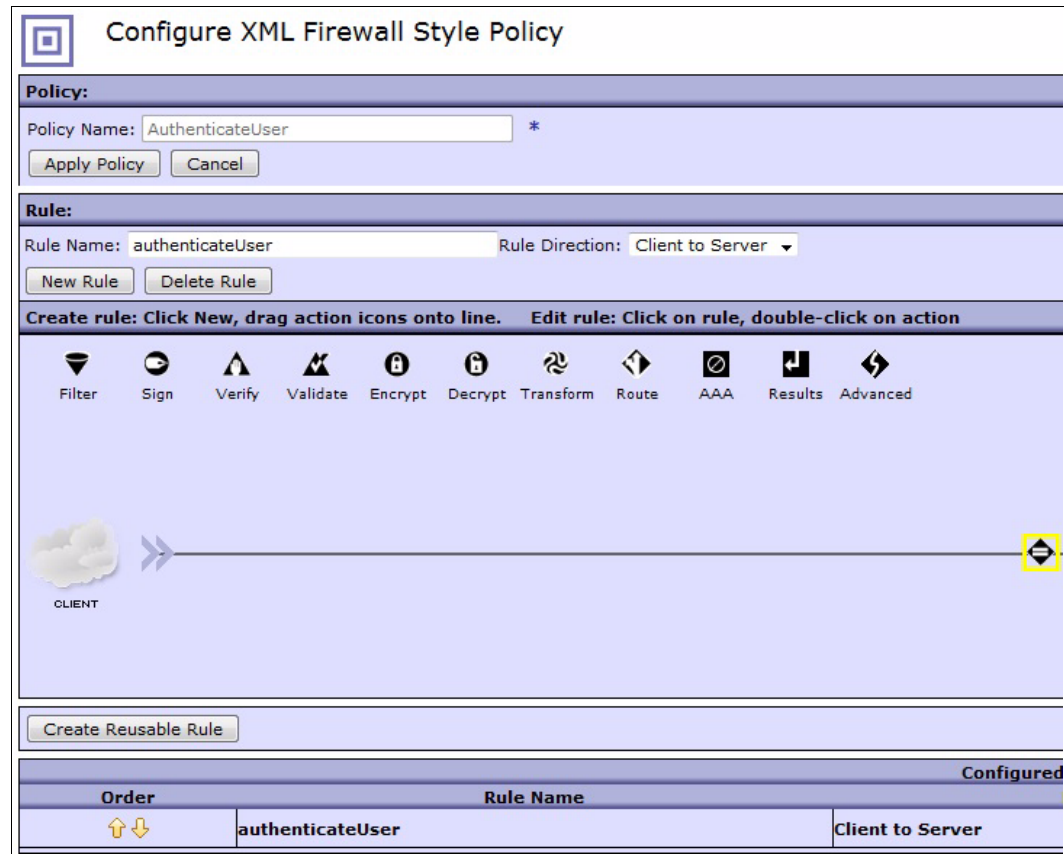 Configure XML Firewall Style Policy
Policy:
Policy Name: AuthenticateUser *
Apply Policy Cancel
Rule:
Rule Name: authenticateUser Rule Direction: Client to Server
New Rule Delete Rule
Create rule: Click New, drag action icons onto line. Edit rule: Click on rule, double-click on action
Filter Sign Verify Validate Encrypt Decrypt Transform Route AAA Results Advanced
CLIENT
Create Reusable Rule
Configured
Order Rule Name
authenticateUser Client to Server